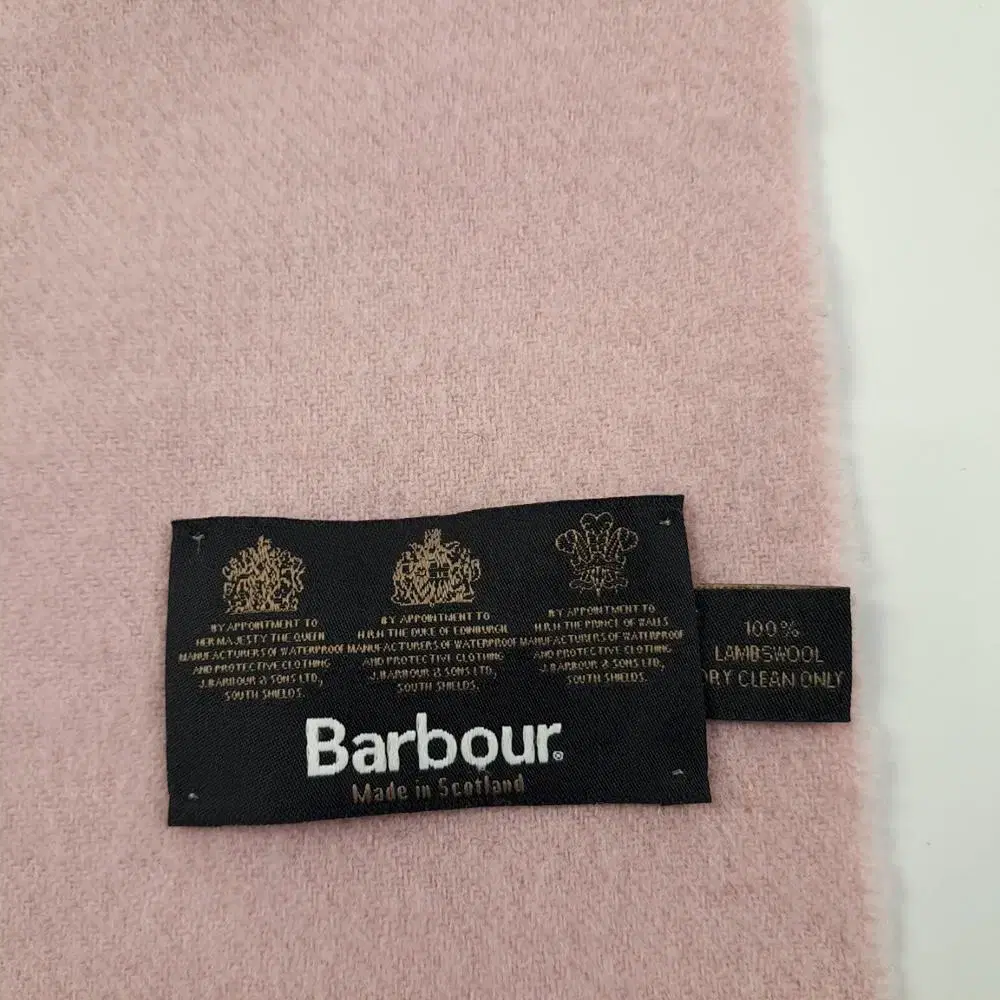 BY APPOINTMENT TO
HER MAJESTY THE QUEEN
MANUFACTURERS OF WATERPROOF
AND PROTECTIVE CLOTHING
J.BARBOUR & SONS LTD,
SOUTH SHIELDS.
BY APPOINTMENT TO
H.R.H THE DUKE OF EDINBURGH
MANUFACTURERS OF WATERPROOF
AND PROTECTIVE CLOTHING
J.BARBOUR & SONS LTD,
SOUTH SHIELDS.
BY APPOINTMENT TO
H.R.H THE PRINCE OF WALES
MANUFACTURERS OF WATERPROOF
AND PROTECTIVE CLOTHING
J.BARBOUR & SONS LTD,
SOUTH SHIELDS.
Barbour.
Made in Scotland
100%
LAMBSWOOL
DRY CLEAN ONLY